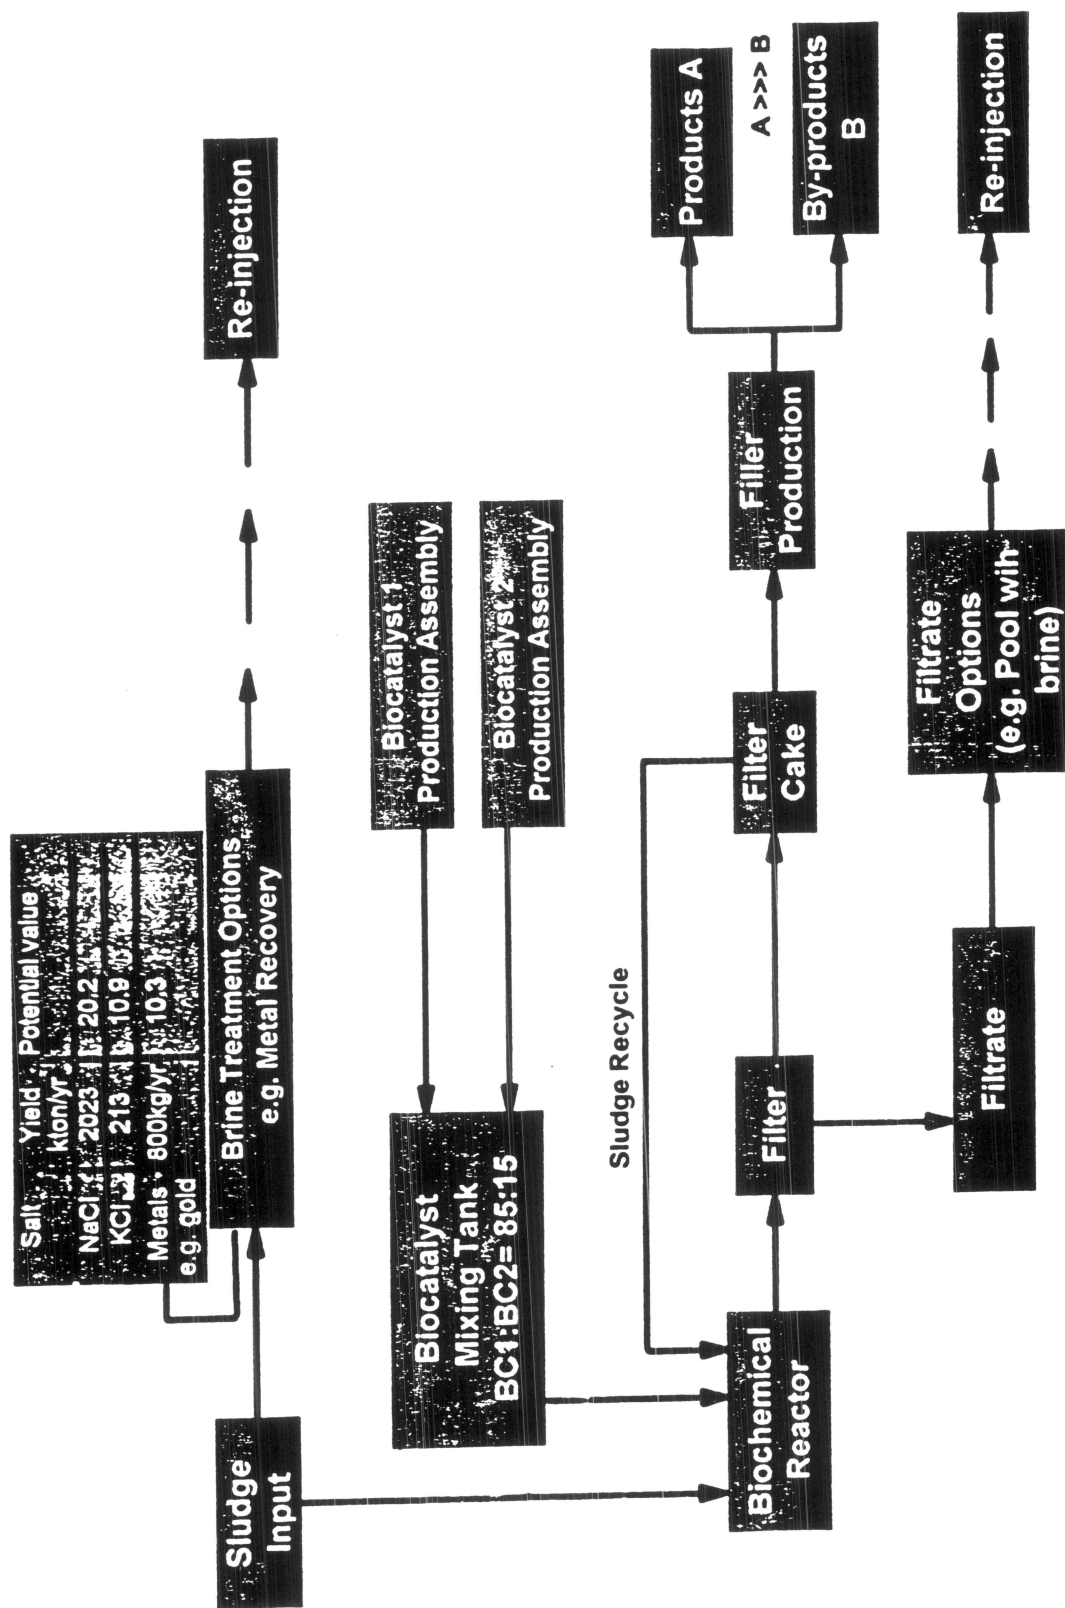 Salt Yield Potential value
kton/yr
NaCl 2023 20.2
KCl 213 10.9
Metals 800kg/yr 10.3
e.g. gold
Brine Treatment Options
e.g. Metal Recovery
Re-injection
Sludge
Input
Biocatalyst 1
Production Assembly
Biocatalyst 2
Production Assembly
Biocatalyst
Mixing Tank
BC1:BC2= 85:15
Sludge Recycle
Biochemical
Reactor
Filter
Filter
Cake
Filler
Production
Products A
A >>> B
By-products
B
Filtrate
Filtrate
Options
(e.g. Pool wih
brine)
Re-injection